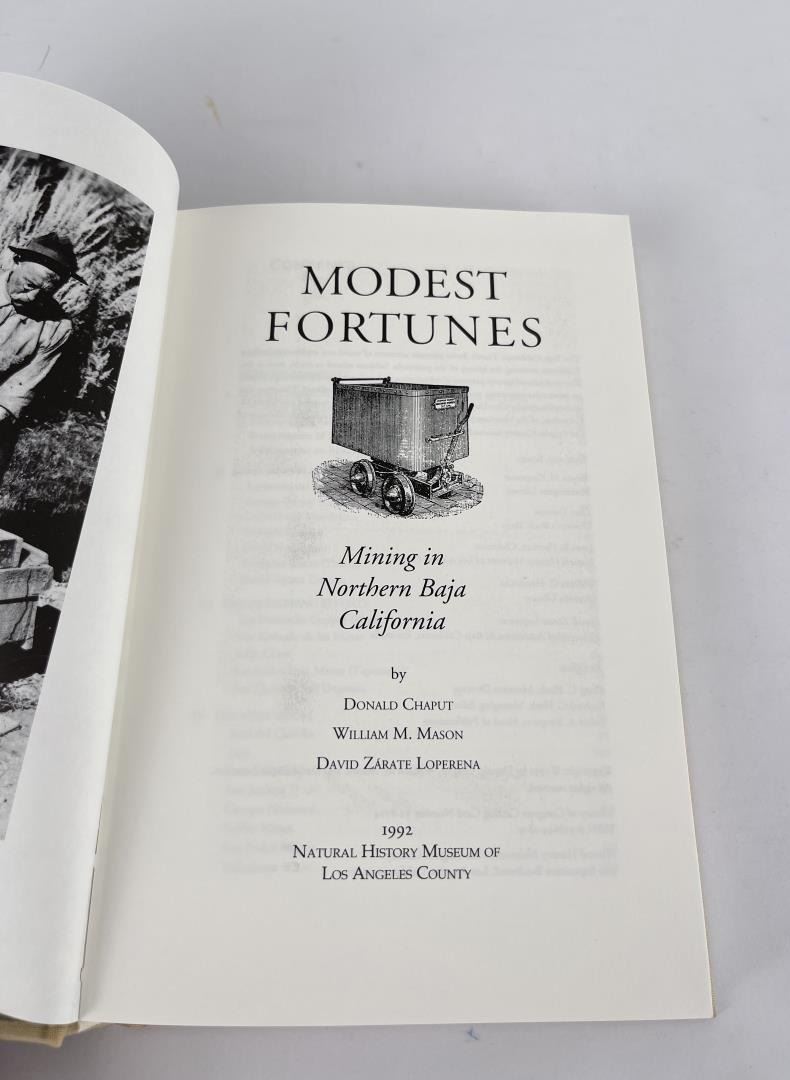 MODEST
FORTUNES
Mining in
Northern Baja
California
by
Donald Chaput
William M. Mason
David Zárate Loperena
1992
Natural History Museum of
Los Angeles County